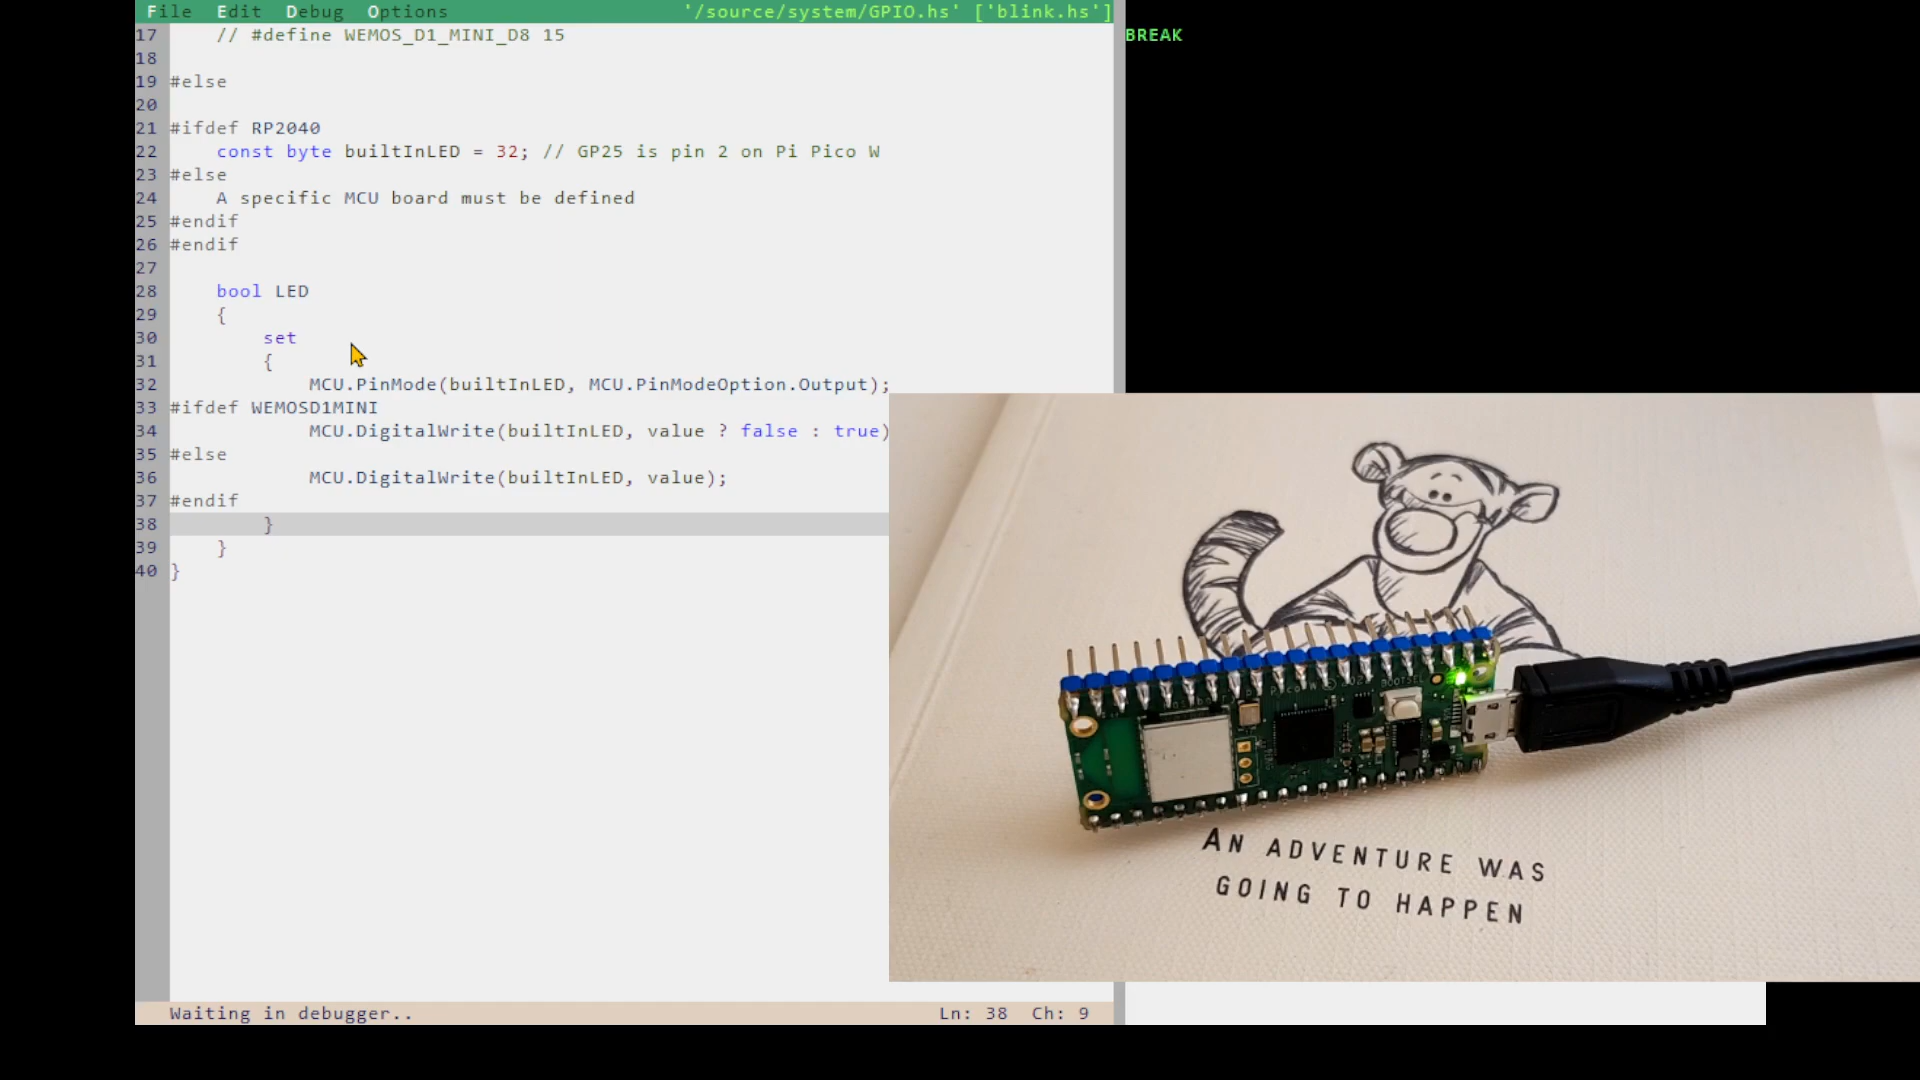 File Edit Debug Options '/source/system/GPIO.hs' ['blink.hs']
17 // #define WEMOS_D1_MINI_D8 15
18
19 #else
20
21 #ifdef RP2040
22 const byte builtInLED = 32; // GP25 is pin 2 on Pi Pico W
23 #else
24 A specific MCU board must be defined
25 #endif
26 #endif
27
28 bool LED
29 {
30 set
31 {
32 MCU.PinMode(builtInLED, MCU.PinModeOption.Output);
33 #ifdef WEMOSD1MINI
34 MCU.DigitalWrite(builtInLED, value ? false : true)
35 #else
36 MCU.DigitalWrite(builtInLED, value);
37 #endif
38 }
39 }
40 }
Waiting in debugger.. Ln: 38 Ch: 9
BREAK
BOOTSEL
AN ADVENTURE WAS
GOING TO HAPPEN